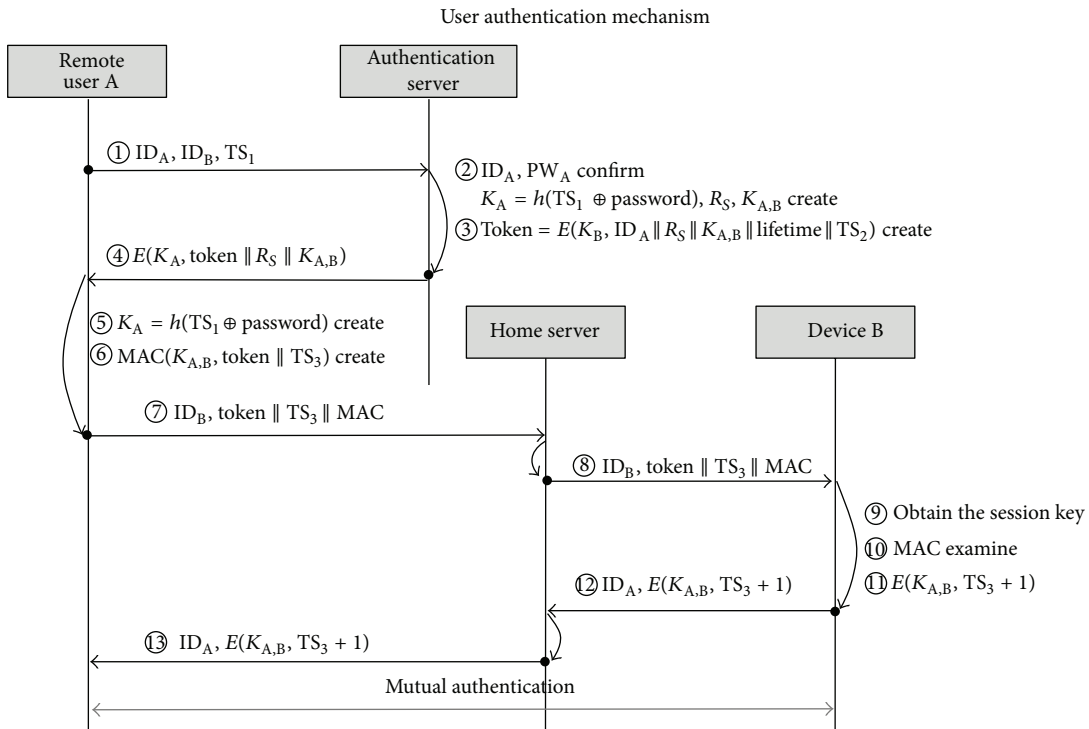 User authentication mechanism
Remote
user A
Authentication
server
① ID_A, ID_B, TS_1
② ID_A, PW_A confirm
K_A = h(TS_1 ⊕ password), R_S, K_A,B create
③ Token = E(K_B, ID_A ‖ R_S ‖ K_A,B ‖ lifetime ‖ TS_2) create
④ E(K_A, token ‖ R_S ‖ K_A,B)
⑤ K_A = h(TS_1 ⊕ password) create
⑥ MAC(K_A,B, token ‖ TS_3) create
Home server
Device B
⑦ ID_B, token ‖ TS_3 ‖ MAC
⑧ ID_B, token ‖ TS_3 ‖ MAC
⑨ Obtain the session key
⑩ MAC examine
⑪ E(K_A,B, TS_3 + 1)
⑫ ID_A, E(K_A,B, TS_3 + 1)
⑬ ID_A, E(K_A,B, TS_3 + 1)
Mutual authentication